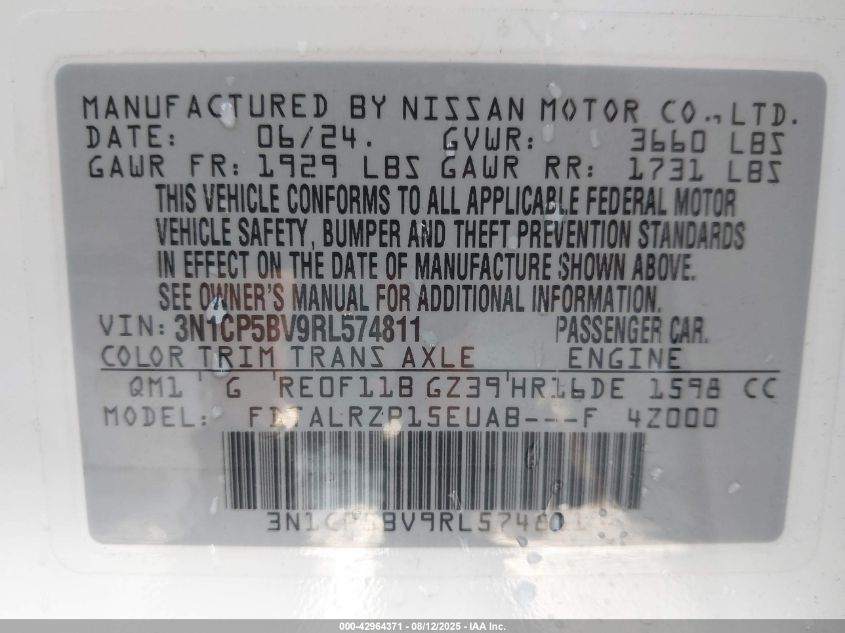 MANUFACTURED BY NISSAN MOTOR CO., LTD.
DATE: 06/24. GVWR: 3660 LBS
GAWR FR: 1929 LBS GAWR RR: 1731 LBS
THIS VEHICLE CONFORMS TO ALL APPLICABLE FEDERAL MOTOR
VEHICLE SAFETY, BUMPER AND THEFT PREVENTION STANDARDS
IN EFFECT ON THE DATE OF MANUFACTURE SHOWN ABOVE.
SEE OWNER'S MANUAL FOR ADDITIONAL INFORMATION.
VIN: 3N1CP5BV9RL574811 PASSENGER CAR.
COLOR TRIM TRANS AXLE ENGINE
QM1 G RE0F11B GZ39 HR16DE 1598 CC
MODEL: 4Z000
000-42964371 - 08/12/2025 - IAA Inc.